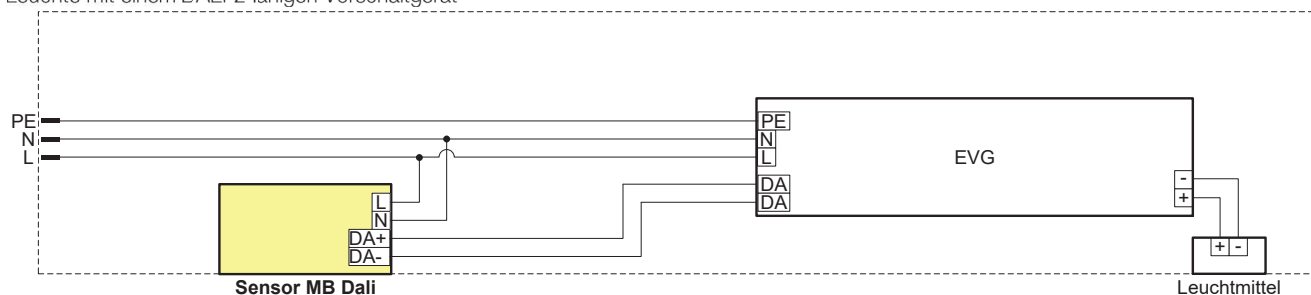 PE
N
L
PE
N
L
DA
DA
EVG
-
+
L
N
DA+
DA-
+ -
Sensor MB Dali
Leuchtmittel